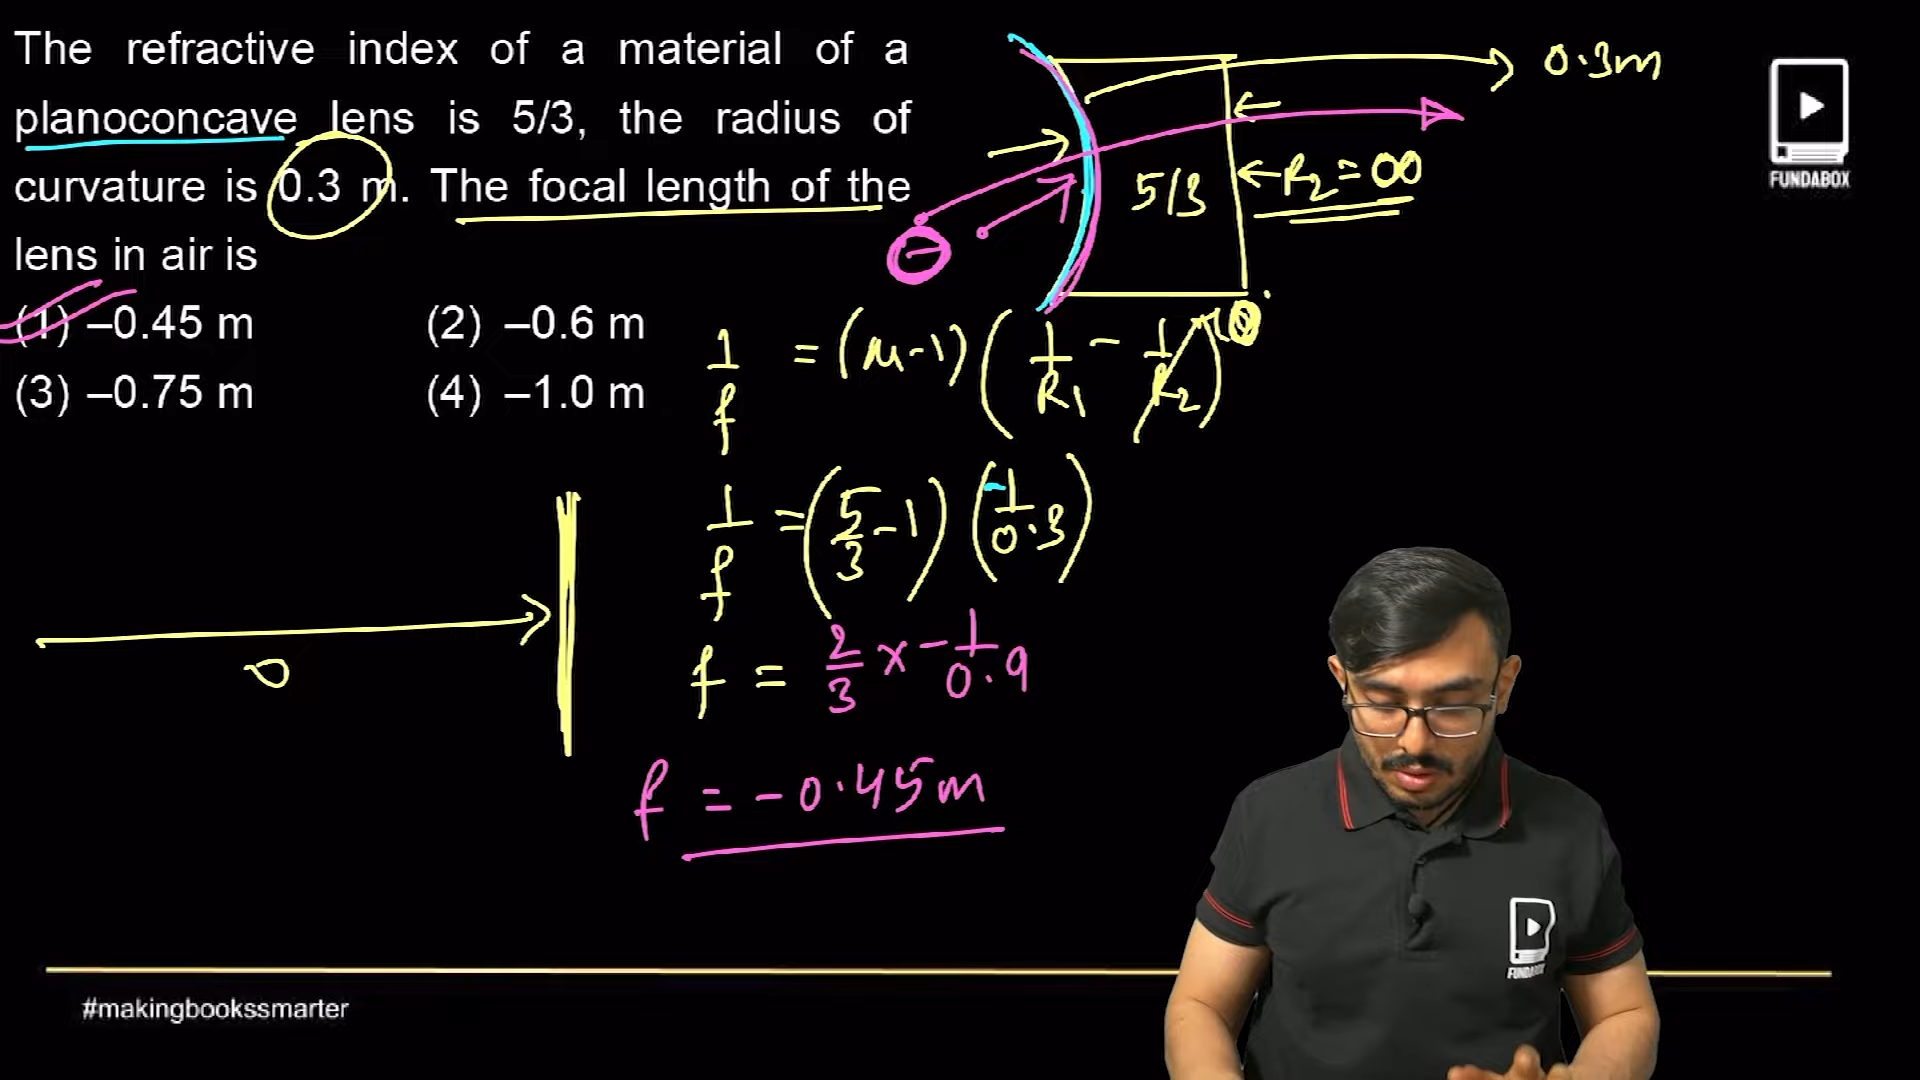 The refractive index of a material of a
planoconcave lens is 5/3, the radius of
curvature is 0.3 m. The focal length of the
lens in air is
(1) –0.45 m (2) –0.6 m
(3) –0.75 m (4) –1.0 m
0.3m
5/3
R₂ = ∞
FUNDABOX
1/f = (μ-1) (1/R₁ - 1/R₂) 0
1/f = (5/3 - 1) (-1/0.3)
f = 2/3 × -1/0.9
f = -0.45m
FUNDABOX
#makingbookssmarter